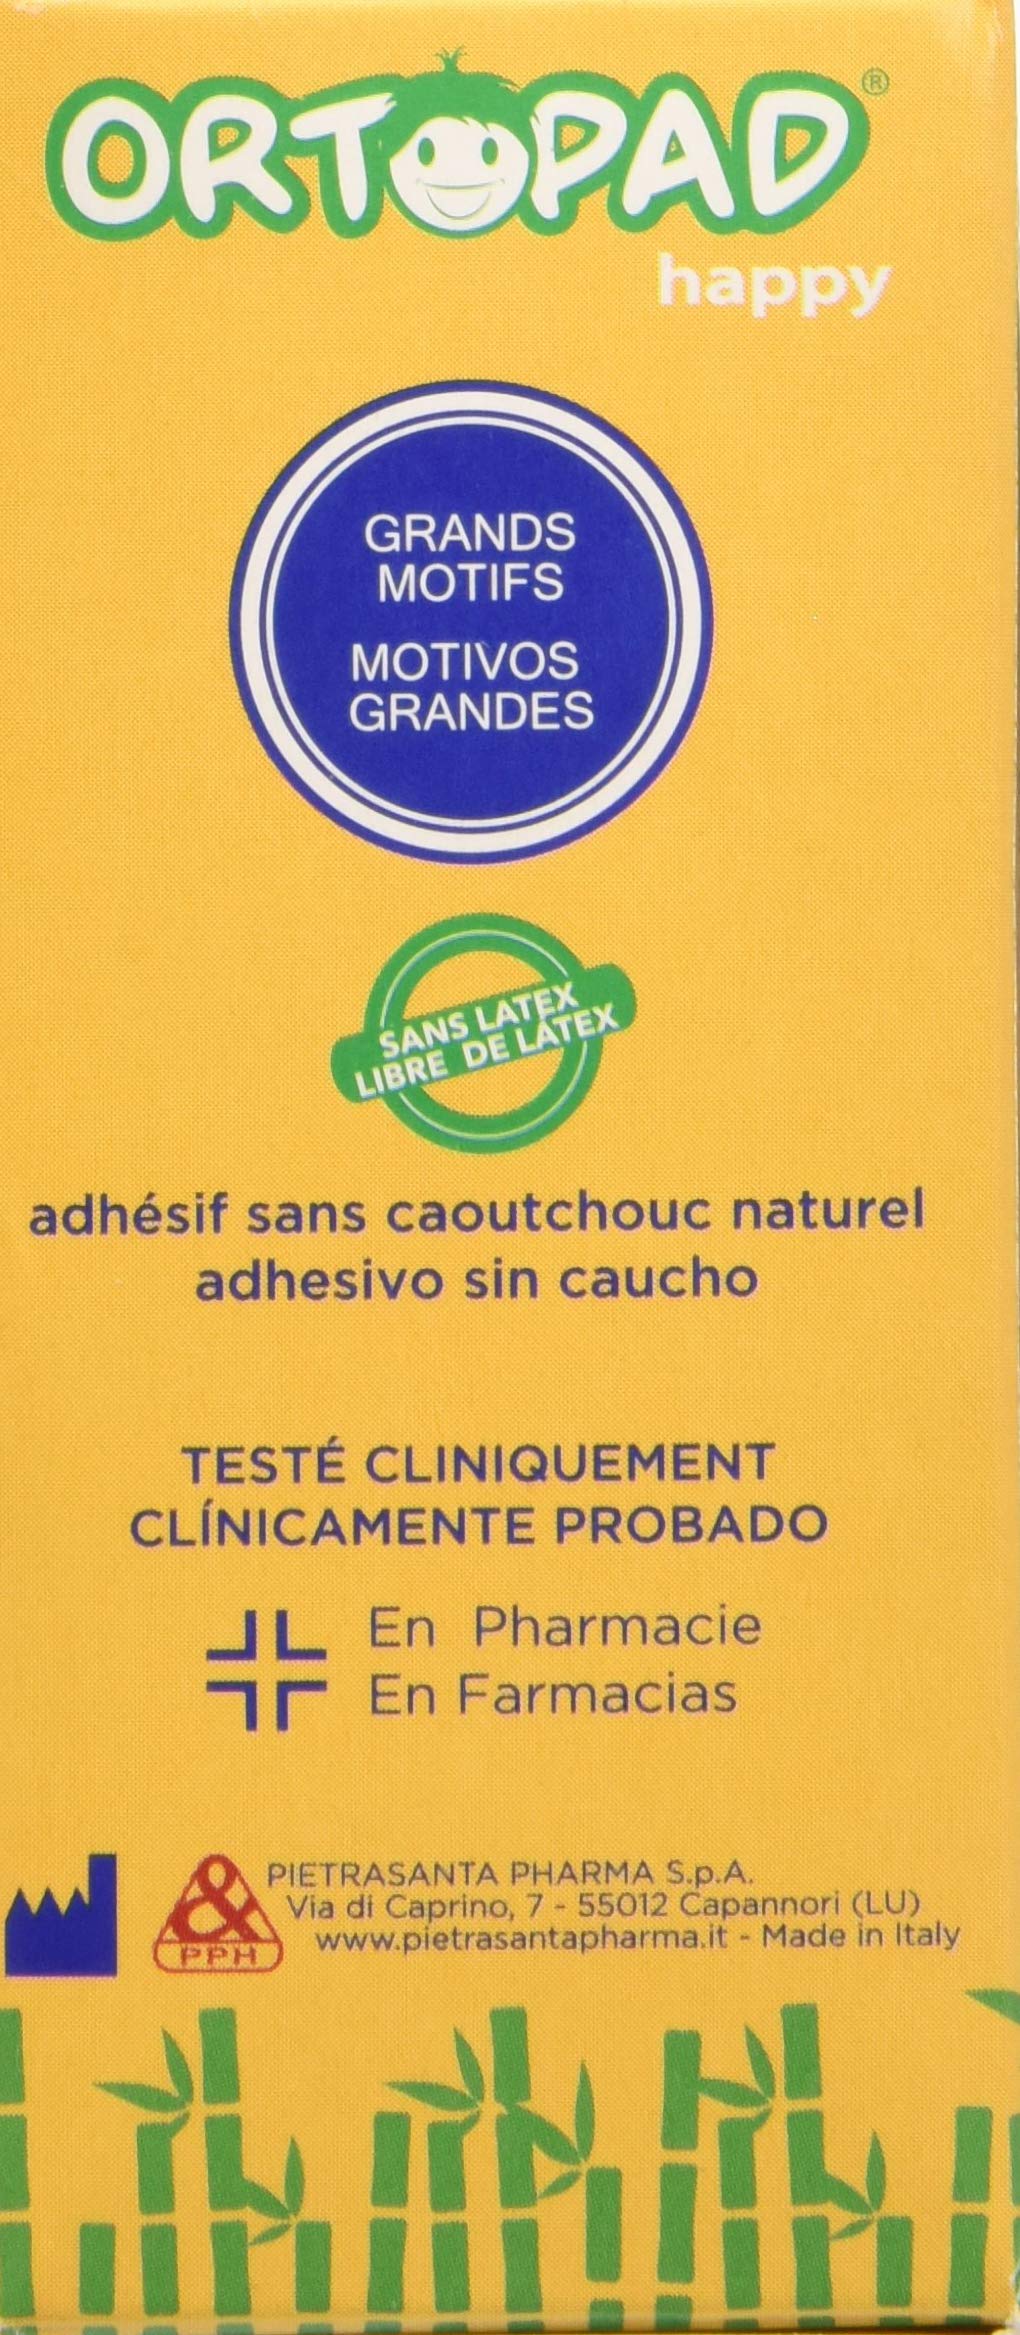 ORTOPAD®
happy
GRANDS
MOTIFS
MOTIVOS
GRANDES
SANS LATEX
LIBRE DE LÁTEX
adhésif sans caoutchouc naturel
adhesivo sin caucho
TESTÉ CLINIQUEMENT
CLÍNICAMENTE PROBADO
En Pharmacie
En Farmacias
PIETRASANTA PHARMA S.p.A.
Via di Caprino, 7 - 55012 Capannori (LU)
www.pietrasantapharma.it - Made in Italy
& PPH